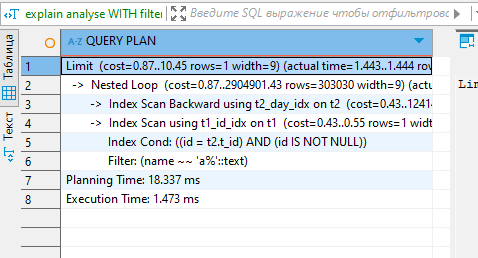 explain analyse WITH filter
Введите SQL выражение чтобы отфильтров
Таблица
Текст
A-Z QUERY PLAN
1 Limit (cost=0.87..10.45 rows=1 width=9) (actual time=1.443..1.444 row
2 -> Nested Loop (cost=0.87..2904901.43 rows=303030 width=9) (actu
3 -> Index Scan Backward using t2_day_idx on t2 (cost=0.43..12414
4 -> Index Scan using t1_id_idx on t1 (cost=0.43..0.55 rows=1 width
5 Index Cond: ((id = t2.t_id) AND (id IS NOT NULL))
6 Filter: (name ~~ 'a%'::text)
7 Planning Time: 18.337 ms
8 Execution Time: 1.473 ms
Lim